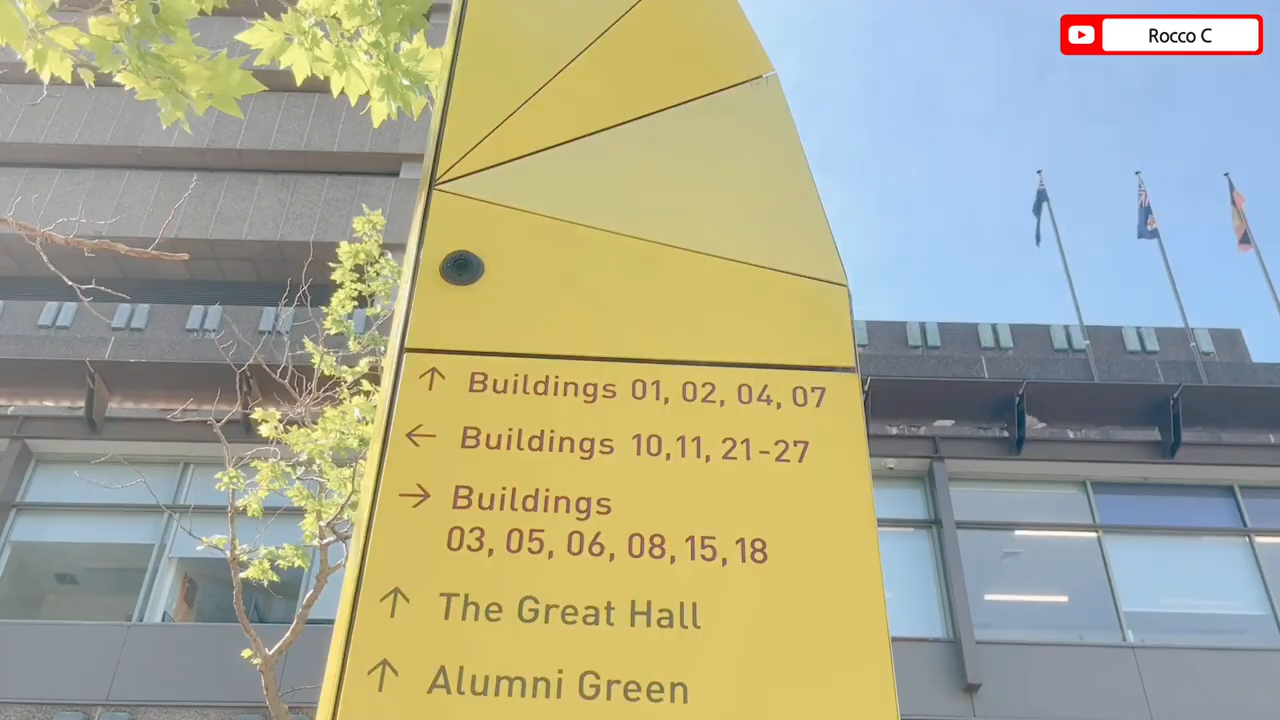 Rocco C
↑ Buildings 01, 02, 04, 07
← Buildings 10,11, 21-27
→ Buildings
03, 05, 06, 08, 15, 18
↑ The Great Hall
↑ Alumni Green